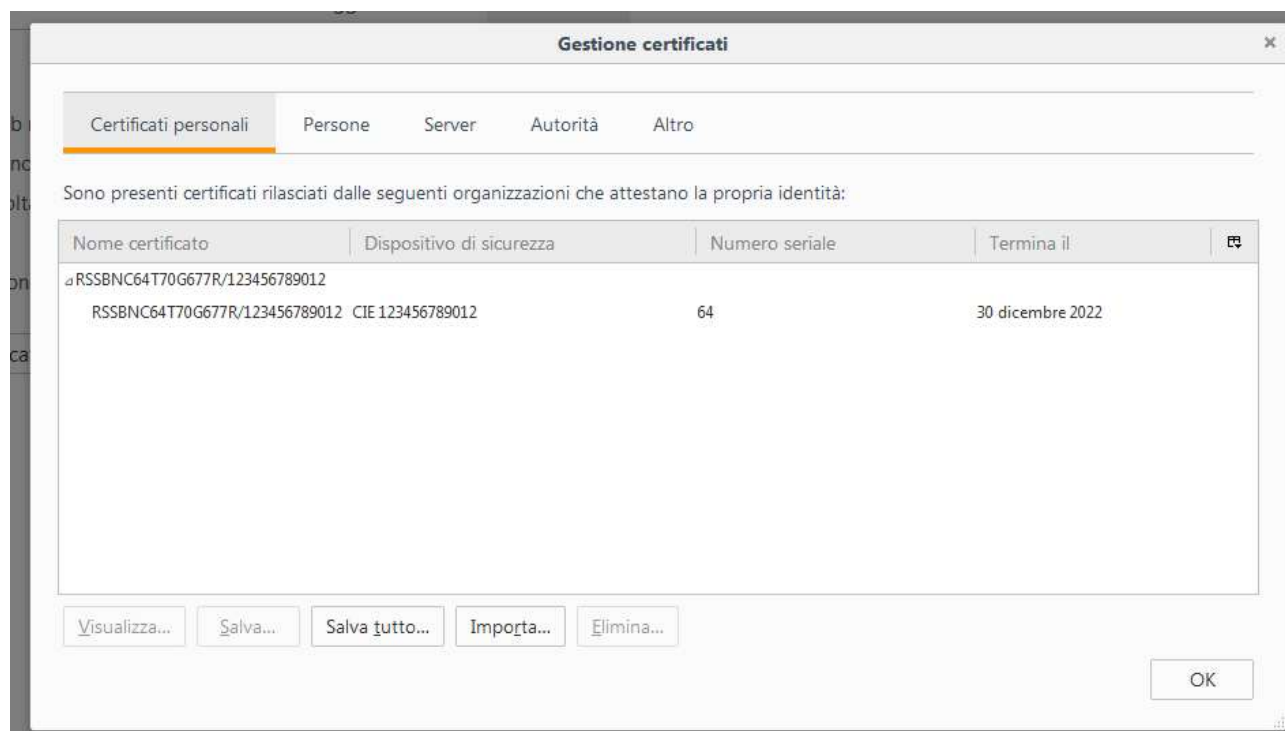 Gestione certificati
Certificati personali Persone Server Autorità Altro
Sono presenti certificati rilasciati dalle seguenti organizzazioni che attestano la propria identità:
Nome certificato Dispositivo di sicurezza Numero seriale Termina il
RSSBNC64T70G677R/123456789012
RSSBNC64T70G677R/123456789012 CIE 123456789012 64 30 dicembre 2022
Visualizza... Salva... Salva tutto... Importa... Elimina...
OK